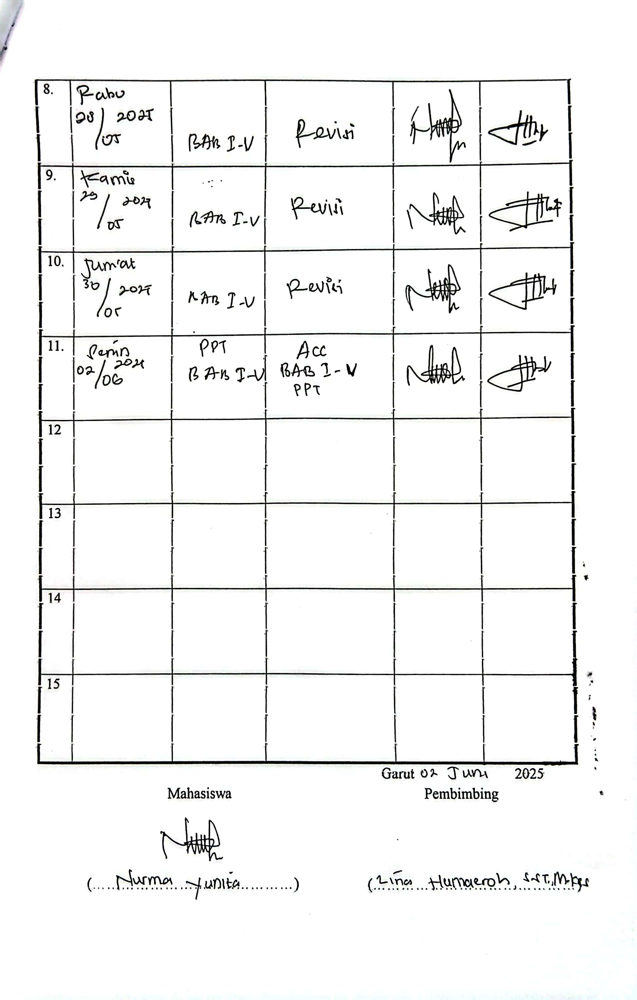 8.
Rabu
28/05 2025
BAB I-V
Revisi
9.
Kamis
29/05 2025
BAB I-V
Revisi
10.
Jum'at
30/05 2025
BAB I-V
Revisi
11.
Senin
02/06 2025
PPT
BAB I-V
Acc
BAB I-V
PPT
12
13
14
15
Garut 02 Juni 2025
Mahasiswa
Pembimbing
(.... Nurma Yunita ..........)
(Lina Humaeroh, S.ST., M.Kes